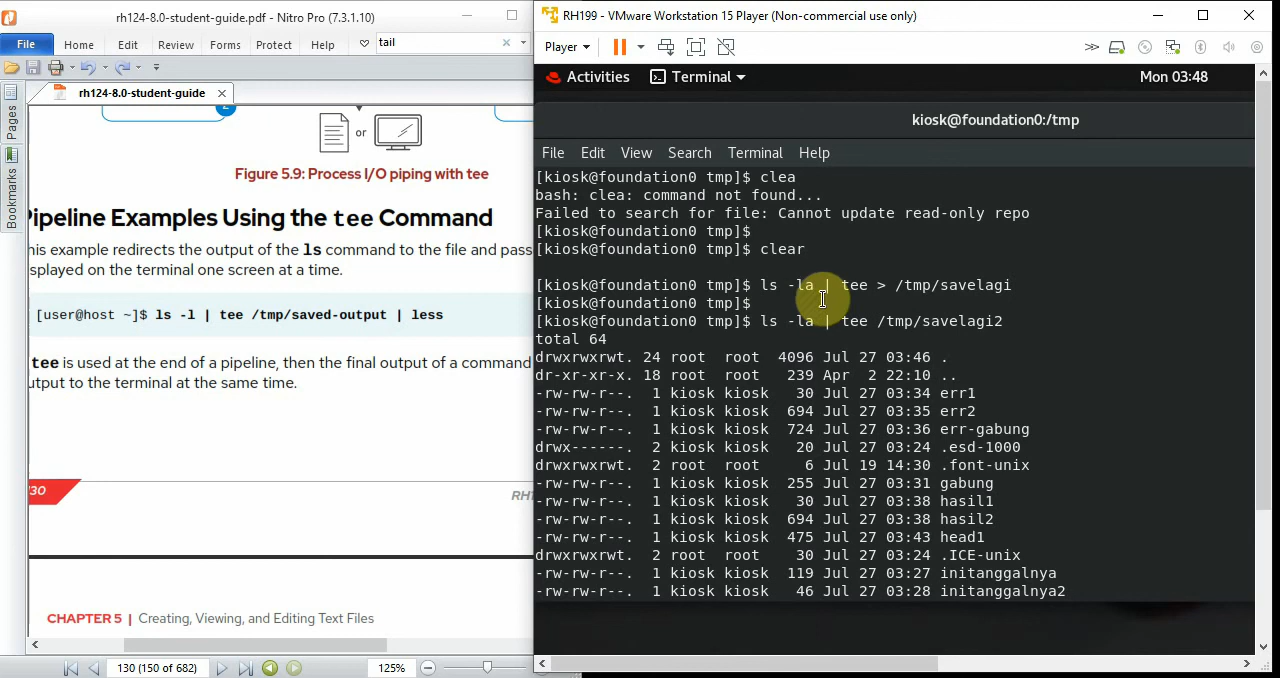 rh124-8.0-student-guide.pdf - Nitro Pro (7.3.1.10)
File Home Edit Review Forms Protect Help tail
rh124-8.0-student-guide
Pages
Bookmarks
2
or
Figure 5.9: Process I/O piping with tee
Pipeline Examples Using the tee Command
his example redirects the output of the ls command to the file and pass
splayed on the terminal one screen at a time.
[user@host ~]$ ls -l | tee /tmp/saved-output | less
tee is used at the end of a pipeline, then the final output of a command
utput to the terminal at the same time.
30
RH
CHAPTER 5 | Creating, Viewing, and Editing Text Files
130 (150 of 682)
125%
RH199 - VMware Workstation 15 Player (Non-commercial use only)
Player
Activities Terminal Mon 03:48
kiosk@foundation0:/tmp
File Edit View Search Terminal Help
[kiosk@foundation0 tmp]$ clea
bash: clea: command not found...
Failed to search for file: Cannot update read-only repo
[kiosk@foundation0 tmp]$
[kiosk@foundation0 tmp]$ clear
[kiosk@foundation0 tmp]$ ls -la | tee > /tmp/savelagi
[kiosk@foundation0 tmp]$
[kiosk@foundation0 tmp]$ ls -la | tee /tmp/savelagi2
total 64
drwxrwxrwt. 24 root root 4096 Jul 27 03:46 .
dr-xr-xr-x. 18 root root 239 Apr 2 22:10 ..
-rw-rw-r--. 1 kiosk kiosk 30 Jul 27 03:34 err1
-rw-rw-r--. 1 kiosk kiosk 694 Jul 27 03:35 err2
-rw-rw-r--. 1 kiosk kiosk 724 Jul 27 03:36 err-gabung
drwx------. 2 kiosk kiosk 20 Jul 27 03:24 .esd-1000
drwxrwxrwt. 2 root root 6 Jul 19 14:30 .font-unix
-rw-rw-r--. 1 kiosk kiosk 255 Jul 27 03:31 gabung
-rw-rw-r--. 1 kiosk kiosk 30 Jul 27 03:38 hasil1
-rw-rw-r--. 1 kiosk kiosk 694 Jul 27 03:38 hasil2
-rw-rw-r--. 1 kiosk kiosk 475 Jul 27 03:43 head1
drwxrwxrwt. 2 root root 30 Jul 27 03:24 .ICE-unix
-rw-rw-r--. 1 kiosk kiosk 119 Jul 27 03:27 initanggalnya
-rw-rw-r--. 1 kiosk kiosk 46 Jul 27 03:28 initanggalnya2